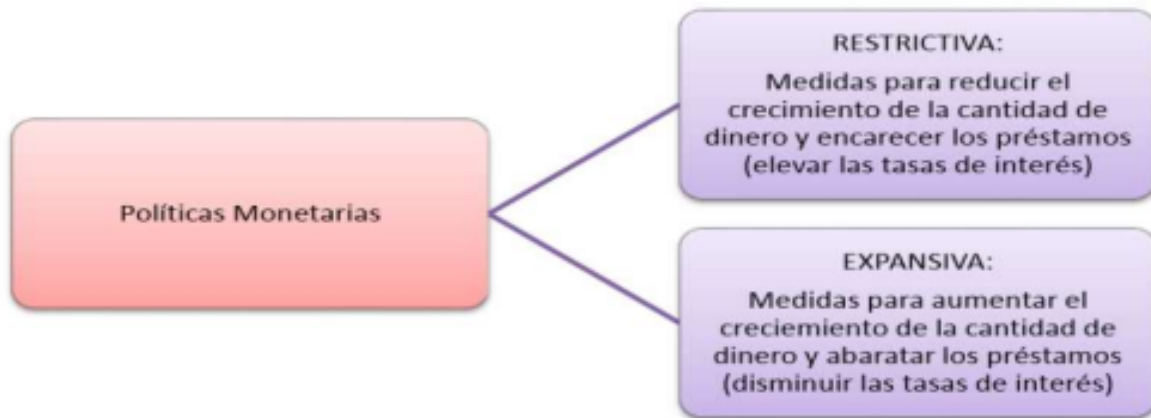 Políticas Monetarias
RESTRICTIVA:
Medidas para reducir el
crecimiento de la cantidad de
dinero y encarecer los préstamos
(elevar las tasas de interés)
EXPANSIVA:
Medidas para aumentar el
creciemiento de la cantidad de
dinero y abaratar los préstamos
(disminuir las tasas de interés)